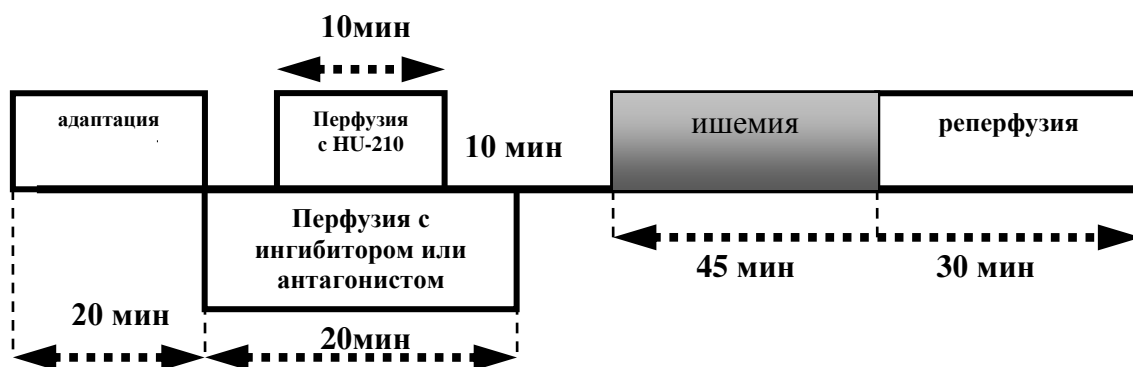 10мин
адаптация
Перфузия
с HU-210
10 мин
ишемия
реперфузия
Перфузия с
ингибитором или
антагонистом
45 мин
30 мин
20 мин
20мин